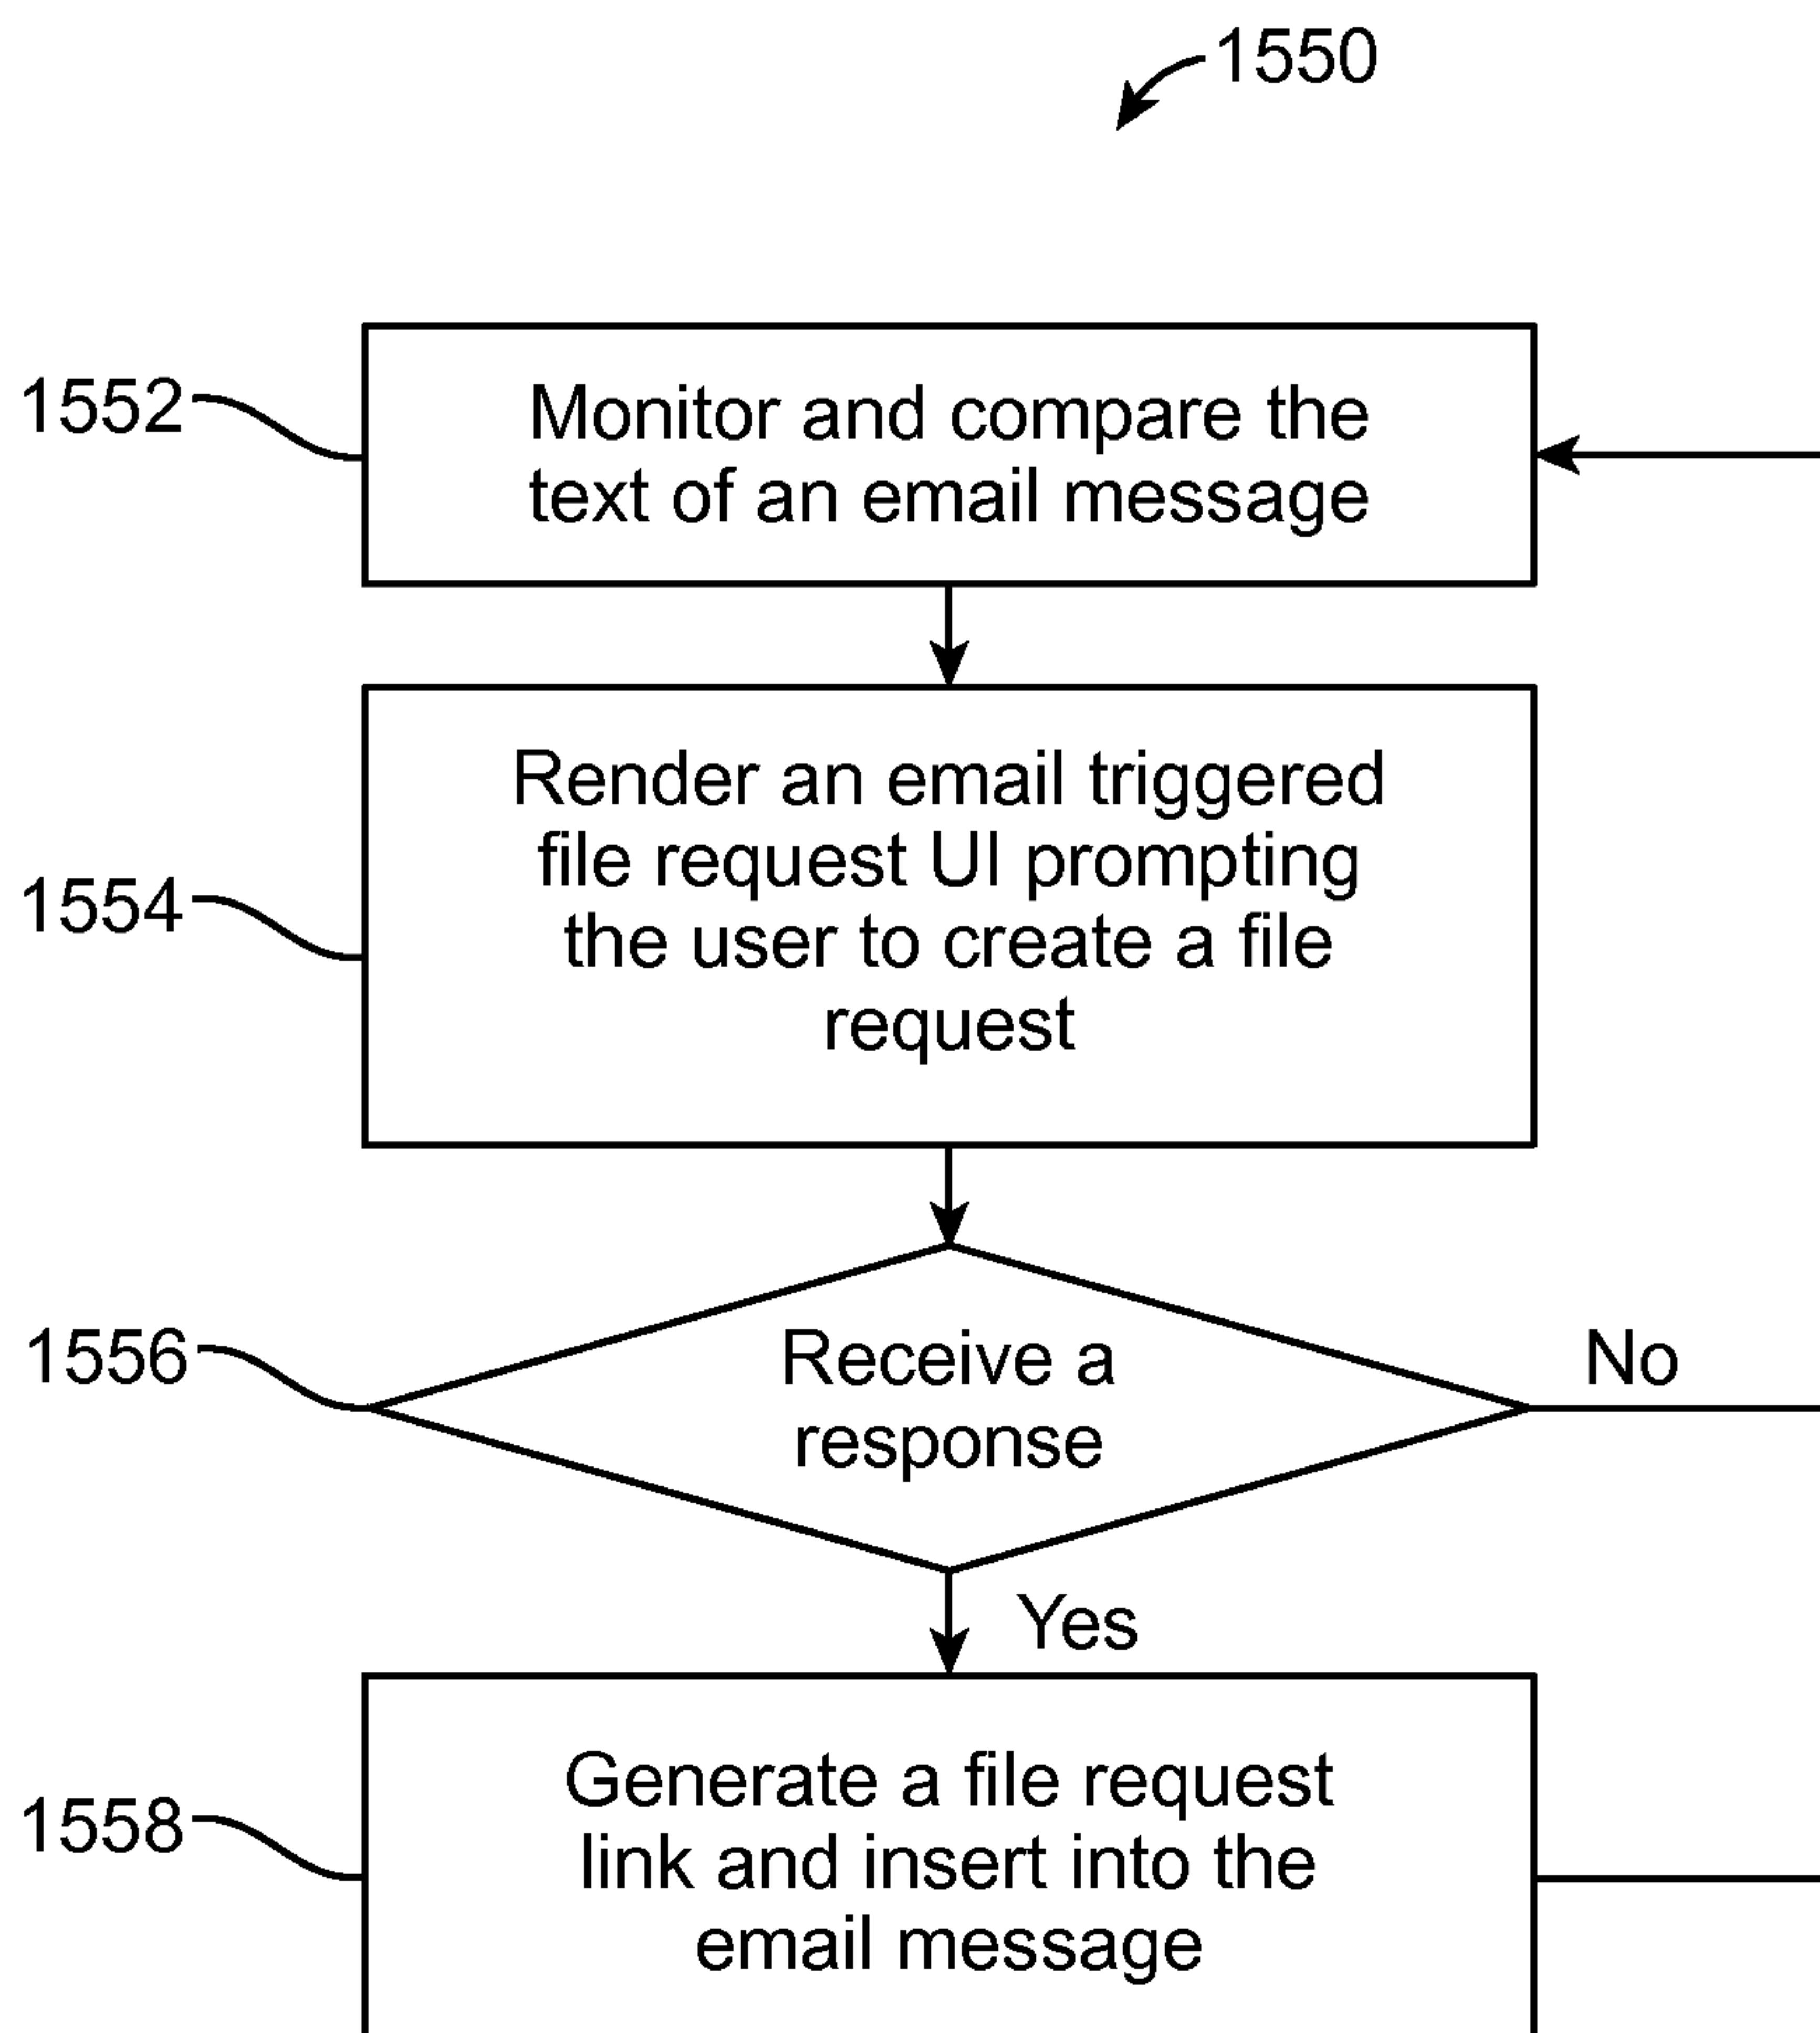 1550
1552
Monitor and compare the
text of an email message
1554
Render an email triggered
file request UI prompting
the user to create a file
request
1556
Receive a
response
No
Yes
1558
Generate a file request
link and insert into the
email message